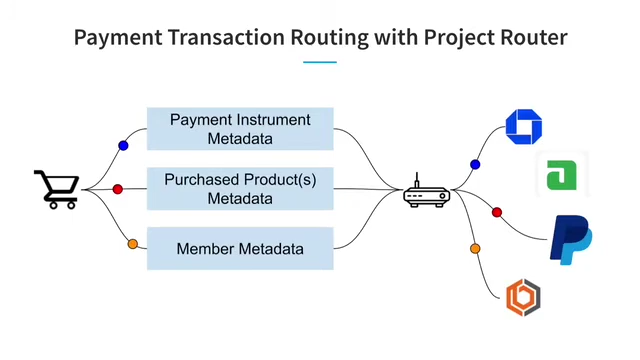 Payment Transaction Routing with Project Router
Payment Instrument
Metadata
Purchased Product(s)
Metadata
Member Metadata